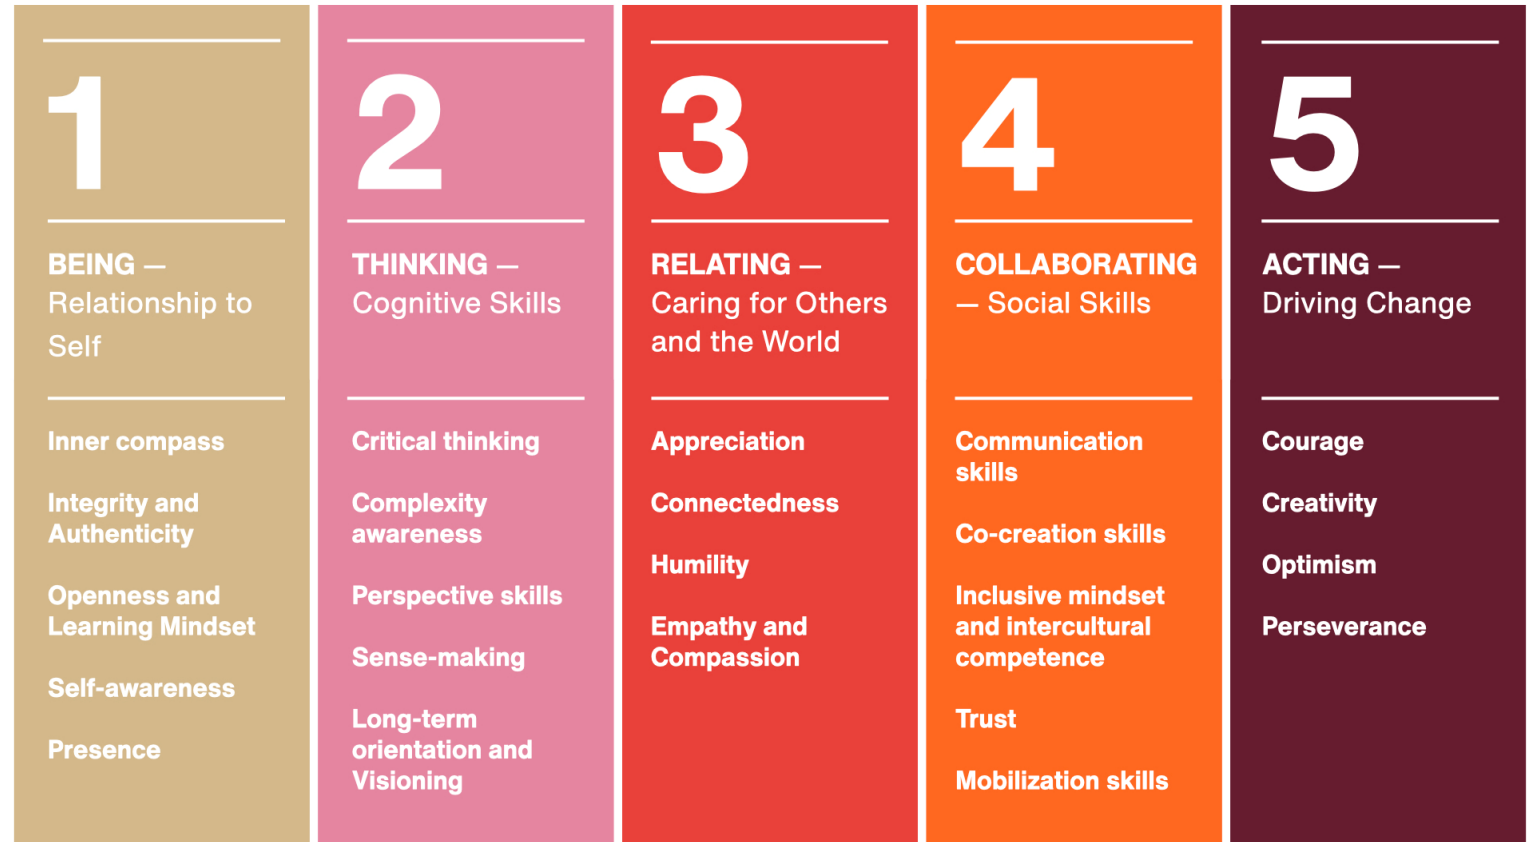 1
BEING —
Relationship to
Self
Inner compass
Integrity and
Authenticity
Openness and
Learning Mindset
Self-awareness
Presence
2
THINKING —
Cognitive Skills
Critical thinking
Complexity
awareness
Perspective skills
Sense-making
Long-term
orientation and
Visioning
3
RELATING —
Caring for Others
and the World
Appreciation
Connectedness
Humility
Empathy and
Compassion
4
COLLABORATING
— Social Skills
Communication
skills
Co-creation skills
Inclusive mindset
and intercultural
competence
Trust
Mobilization skills
5
ACTING —
Driving Change
Courage
Creativity
Optimism
Perseverance